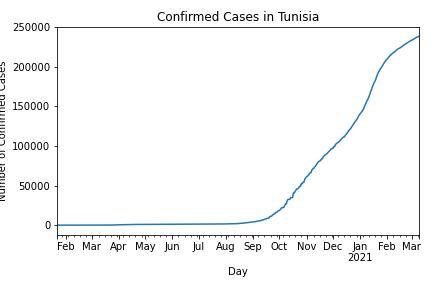 Confirmed Cases in Tunisia
Number of Confirmed Cases
250000
200000
150000
100000
50000
0
Feb Mar Apr May Jun Jul Aug Sep Oct Nov Dec Jan Feb Mar
2021
Day